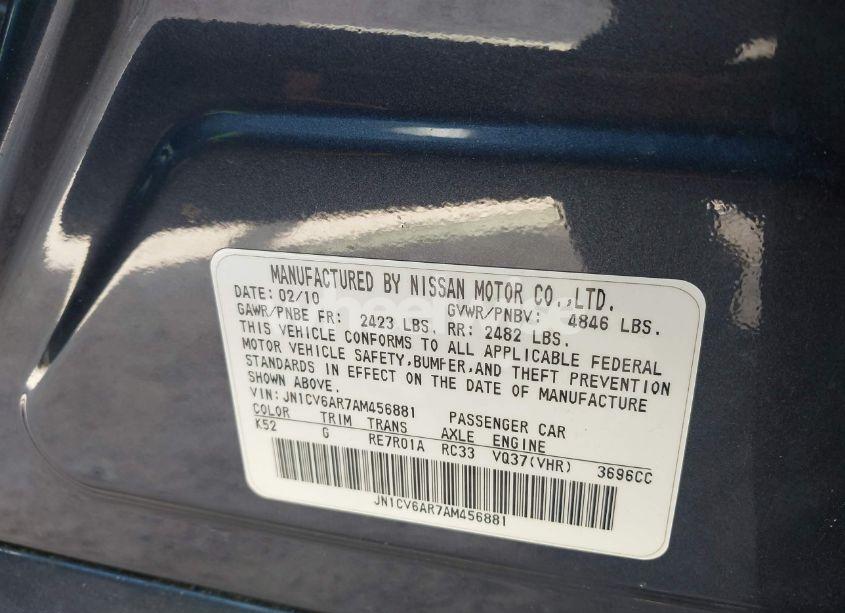 MANUFACTURED BY NISSAN MOTOR CO.,LTD.
DATE:02/10
GAWR/PNBE FR: 2423 LBS. GVWR/PNBV: 4846 LBS.
RR: 2482 LBS.
THIS VEHICLE CONFORMS TO ALL APPLICABLE FEDERAL
MOTOR VEHICLE SAFETY,BUMPER,AND THEFT PREVENTION
STANDARDS IN EFFECT ON THE DATE OF MANUFACTURE
SHOWN ABOVE.
VIN:JN1CV6AR7AM456881 PASSENGER CAR
COLOR TRIM TRANS AXLE ENGINE
K52 G RE7R01A RC33 VQ37(VHR) 3696CC
JN1CV6AR7AM456881